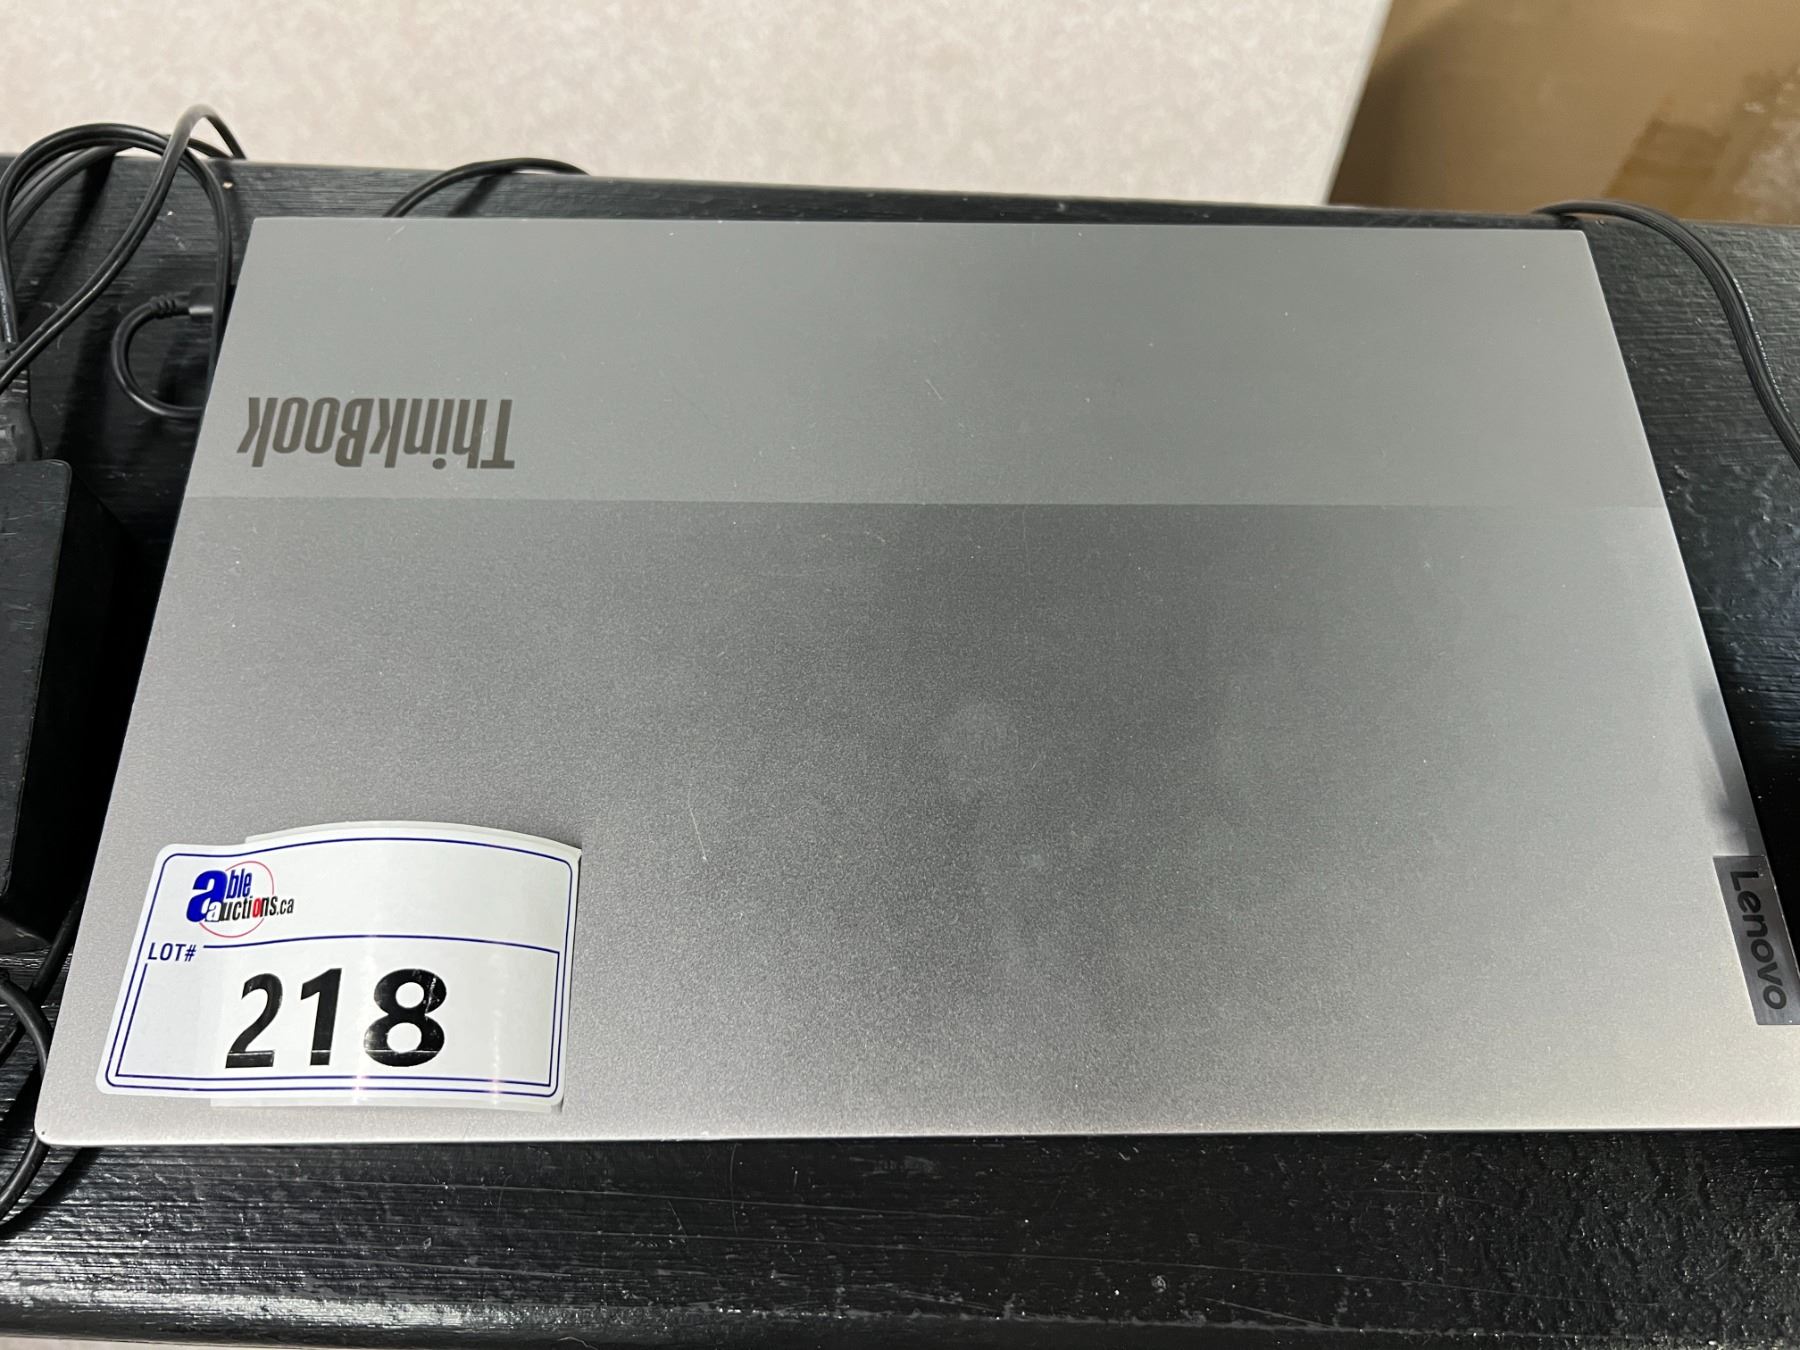 ThinkBook
Lenovo
able
auctions.ca
LOT#
218